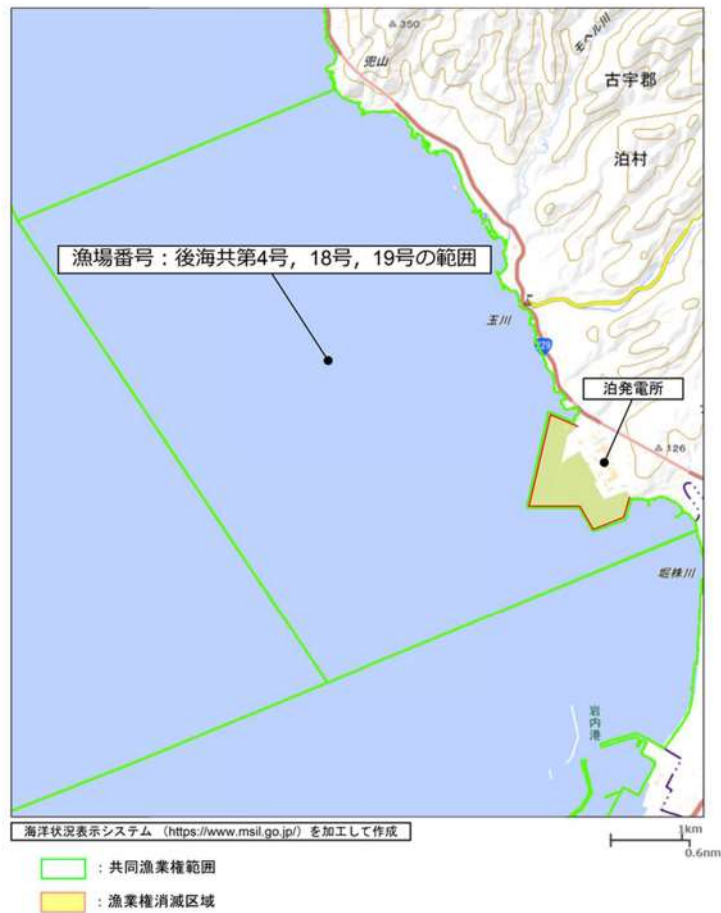 350
兜山
モヘル川
古宇郡
泊村
漁場番号：後海共第4号，18号，19号の範囲
玉川
229
泊発電所
126
堀株川
岩内港
海洋状況表示システム （https://www.msil.go.jp/）を加工して作成
1km
0.6nm
：共同漁業権範囲
：漁業権消滅区域